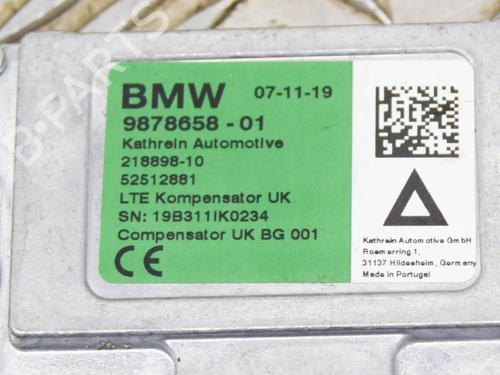 BMW 07-11-19
9878658 - 01
Kathrein Automotive
218898-10
52512881
LTE Kompensator UK
SN: 19B311IK0234
Compensator UK BG 001
CE
Kathrein Automotive GmbH
Roemerring 1,
31137 Hildesheim, Germany
Made in Portugal
B-PARTS